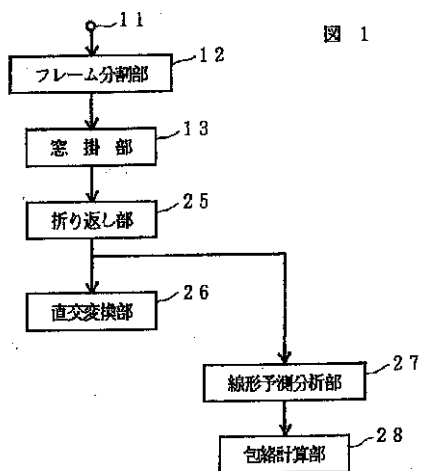 11
図 1
フレーム分割部
12
窓 掛 部
13
折り返し部
25
直交変換部
26
線形予測分析部
27
包絡計算部
28